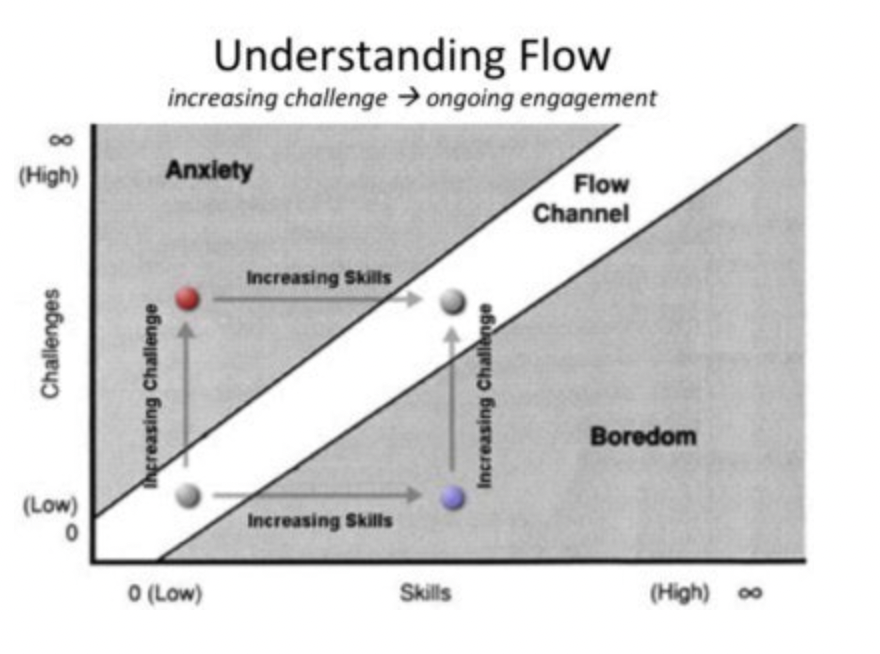 Understanding Flow
increasing challenge → ongoing engagement
∞
(High)
Anxiety
Flow
Channel
Increasing Skills
Challenges
Increasing Challenge
Increasing Challenge
Boredom
(Low)
0
Increasing Skills
0 (Low)
Skills
(High)
∞